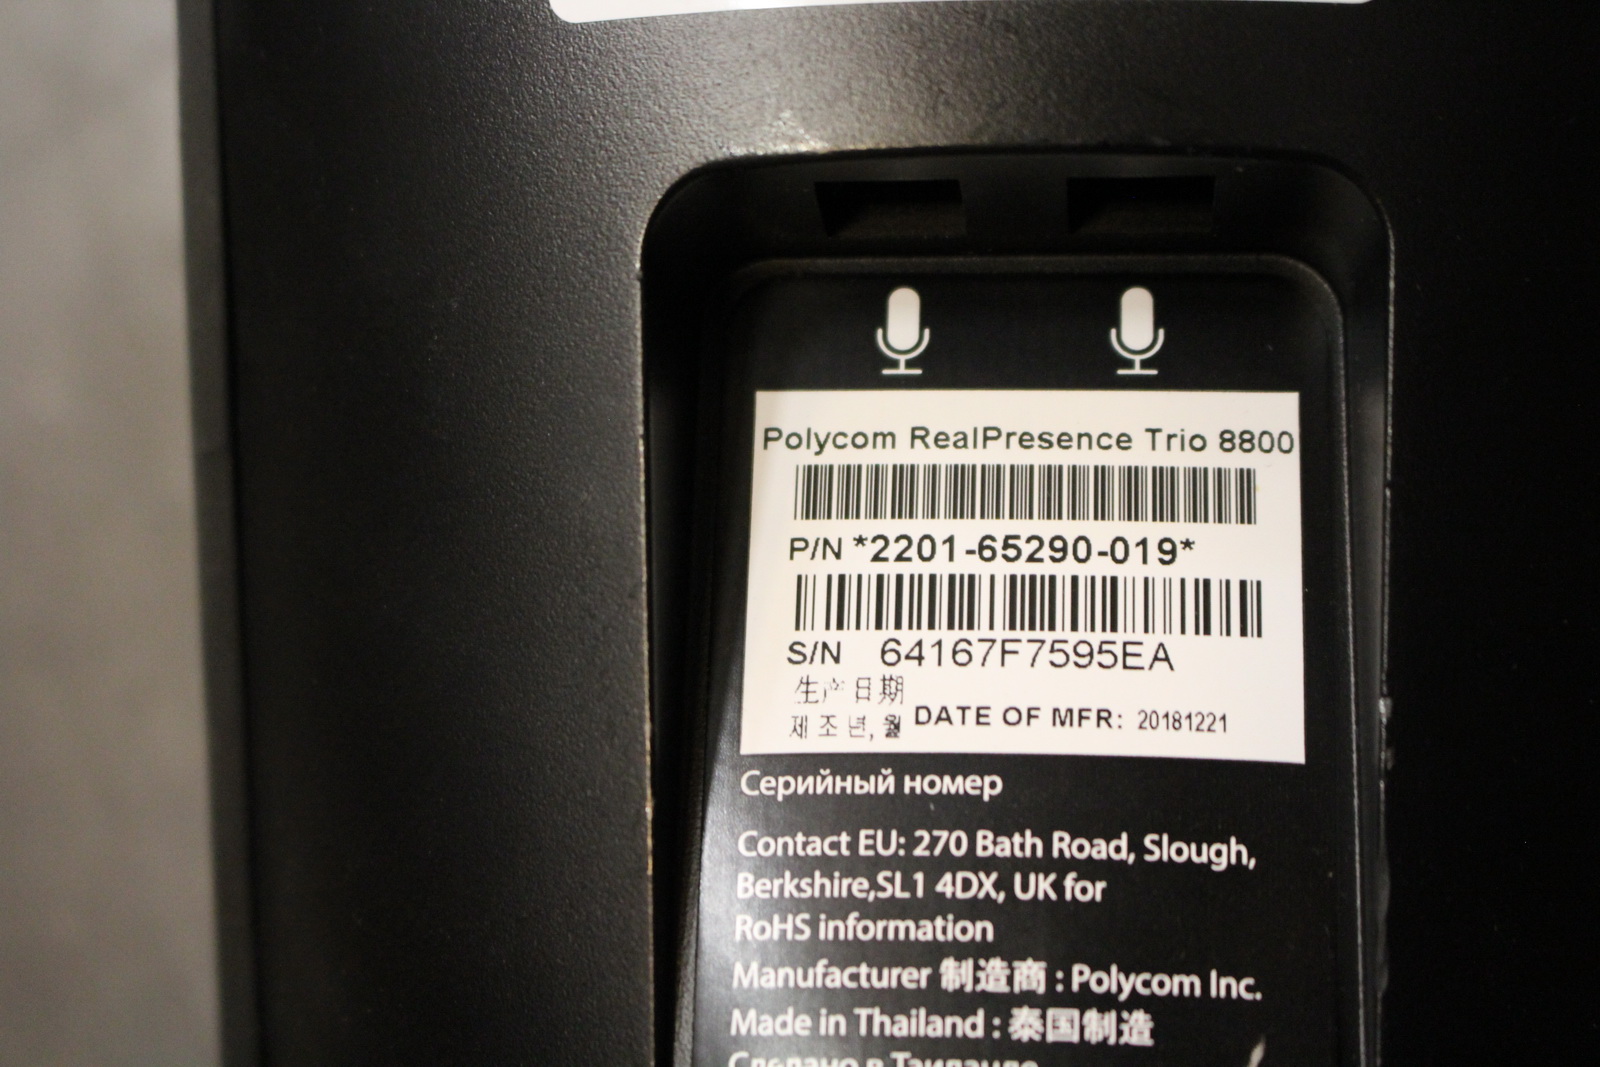 Polycom RealPresence Trio 8800
P/N *2201-65290-019*
S/N 64167F7595EA
生产日期
제조년,월 DATE OF MFR: 20181221
Серийный номер
Contact EU: 270 Bath Road, Slough,
Berkshire,SL1 4DX, UK for
RoHS information
Manufacturer 制造商 : Polycom Inc.
Made in Thailand : 泰国制造
Сделано в Таиланде